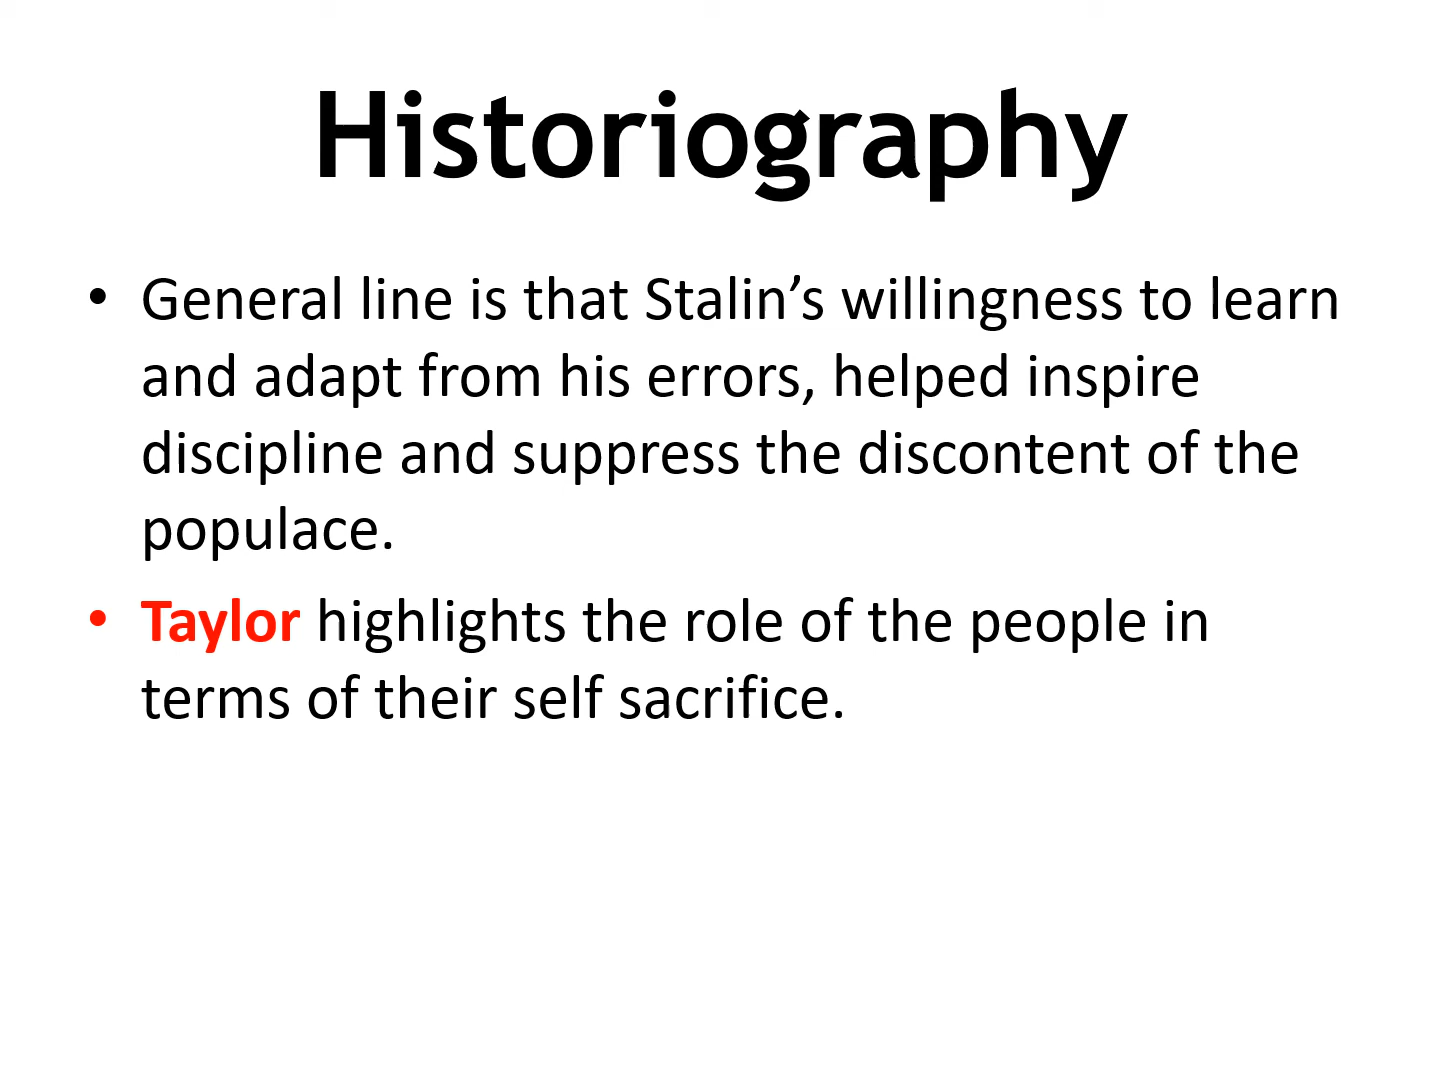 Historiography
• General line is that Stalin’s willingness to learn
and adapt from his errors, helped inspire
discipline and suppress the discontent of the
populace.
• Taylor highlights the role of the people in
terms of their self sacrifice.